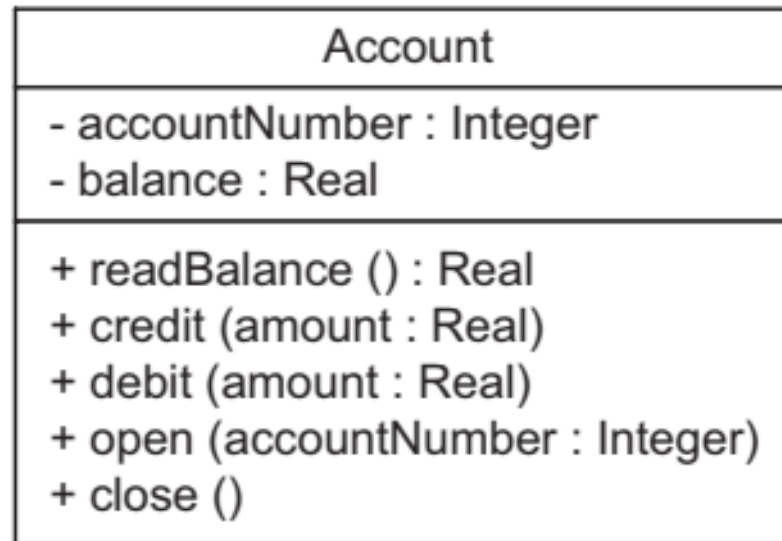 Account
- accountNumber : Integer
- balance : Real
+ readBalance () : Real
+ credit (amount : Real)
+ debit (amount : Real)
+ open (accountNumber : Integer)
+ close ()